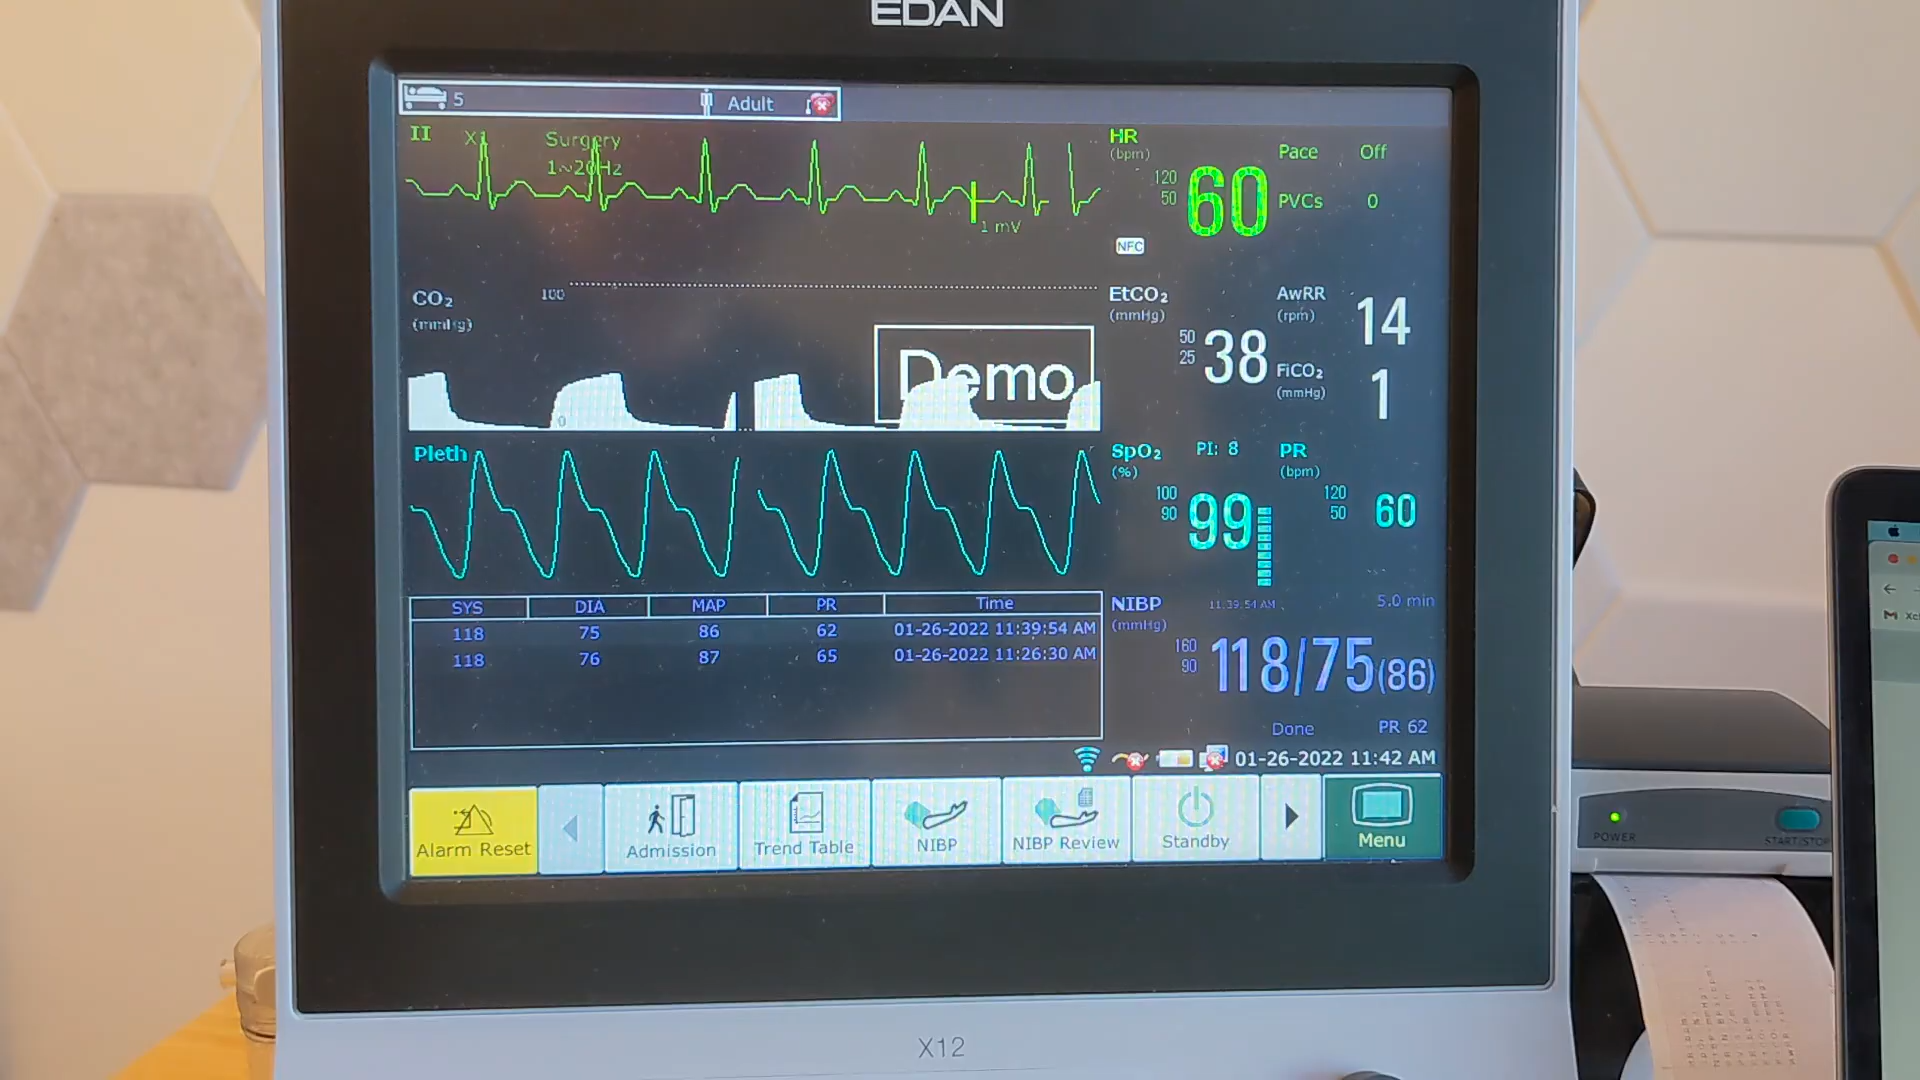 EDAN
5 Adult
II X1 Surgery
1~20Hz
1 mV
HR
(bpm)
120
50
60
Pace Off
PVCs 0
NFC
CO₂
(mmHg)
100
0
Demo
EtCO₂
(mmHg)
50
25
38
AwRR
(rpm)
14
FiCO₂
(mmHg)
1
Pleth
SpO₂
(%)
PI: 8
100
90
99
PR
(bpm)
120
50
60
SYS DIA MAP PR Time
118 75 86 62 01-26-2022 11:39:54 AM
118 76 87 65 01-26-2022 11:26:30 AM
NIBP 11:39:54 AM 5.0 min
(mmHg)
160
90
118/75(86)
Done PR 62
01-26-2022 11:42 AM
Alarm Reset
Admission
Trend Table
NIBP
NIBP Review
Standby
Menu
X12
POWER
START/STOP